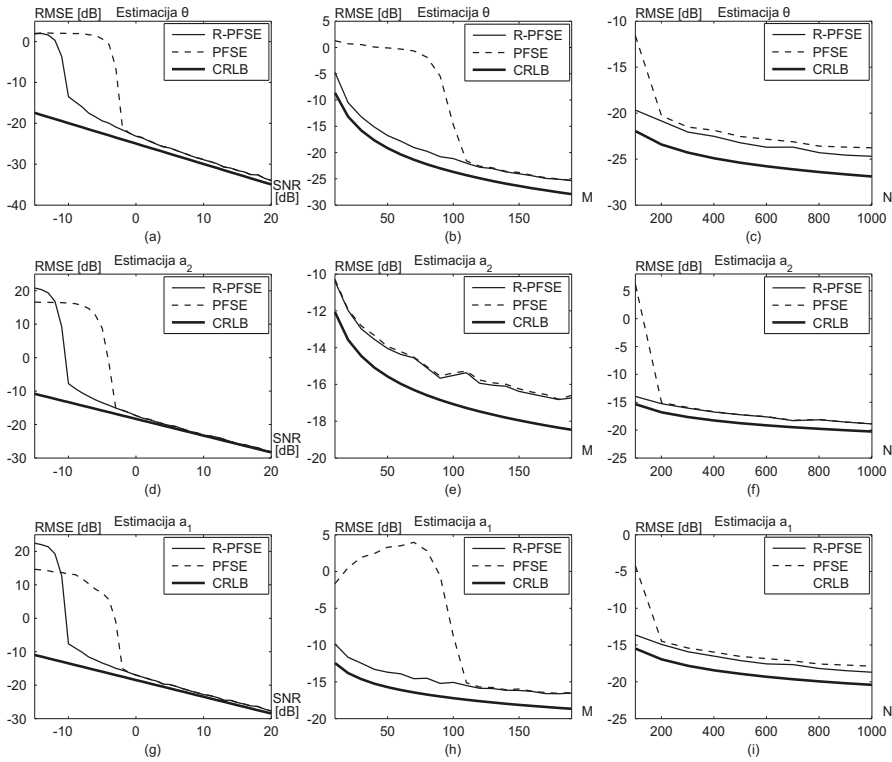 RMSE [dB] Estimacija θ
R-PFSE
PFSE
CRLB
0
-10
-20
-30
-40
-10 0 10 20
SNR
[dB]
(a)
RMSE [dB] Estimacija θ
R-PFSE
PFSE
CRLB
5
0
-5
-10
-15
-20
-25
-30
50 100 150
M
(b)
RMSE [dB] Estimacija θ
R-PFSE
PFSE
CRLB
-10
-15
-20
-25
-30
200 400 600 800 1000
N
(c)
RMSE [dB] Estimacija a2
R-PFSE
PFSE
CRLB
20
10
0
-10
-20
-30
-10 0 10 20
SNR
[dB]
(d)
RMSE [dB] Estimacija a2
R-PFSE
PFSE
CRLB
-10
-12
-14
-16
-18
-20
50 100 150
M
(e)
RMSE [dB] Estimacija a2
R-PFSE
PFSE
CRLB
5
0
-5
-10
-15
-20
-25
200 400 600 800 1000
N
(f)
RMSE [dB] Estimacija a1
R-PFSE
PFSE
CRLB
20
10
0
-10
-20
-30
-10 0 10 20
SNR
[dB]
(g)
RMSE [dB] Estimacija a1
R-PFSE
PFSE
CRLB
5
0
-5
-10
-15
-20
50 100 150
M
(h)
RMSE [dB] Estimacija a1
R-PFSE
PFSE
CRLB
0
-5
-10
-15
-20
-25
200 400 600 800 1000
N
(i)